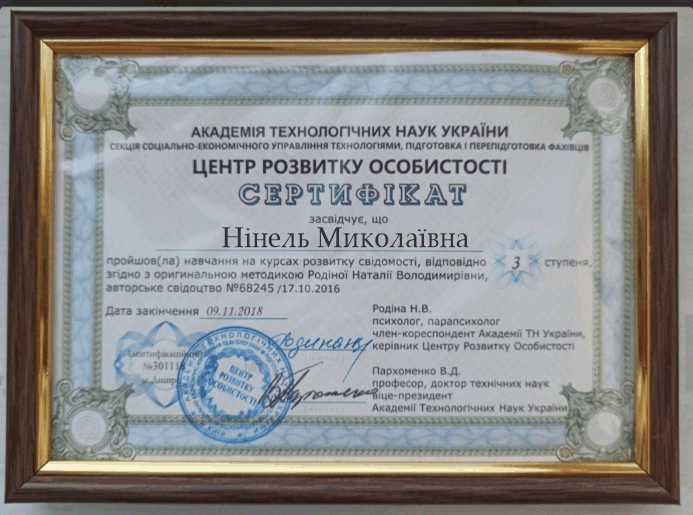 АКАДЕМІЯ ТЕХНОЛОГІЧНИХ НАУК УКРАЇНИ
СЕКЦІЯ СОЦІАЛЬНО-ЕКОНОМІЧНОГО УПРАВЛІННЯ ТЕХНОЛОГІЯМИ, ПІДГОТОВКА І ПЕРЕПІДГОТОВКА ФАХІВЦІВ
ЦЕНТР РОЗВИТКУ ОСОБИСТОСТІ
СЕРТИФІКАТ
засвідчує, що
Нінель Миколаївна
пройшов(ла) навчання на курсах розвитку свідомості, відповідно 3 ступеня,
згідно з оригінальною методикою Родіної Наталії Володимирівни,
авторське свідоцтво №68245 /17.10.2016
Дата закінчення 09.11.2018
Родіна Н.В.
психолог, парапсихолог
член-кореспондент Академії ТН України,
керівник Центру Розвитку Особистості
Ідентифікаційний
м.Дніпро
ЦЕНТР
РОЗВИТКУ
ОСОБИСТОСТІ
КИЇВ
Пархоменко В.Д.
професор, доктор технічних наук
віце-президент
Академії Технологічних Наук України